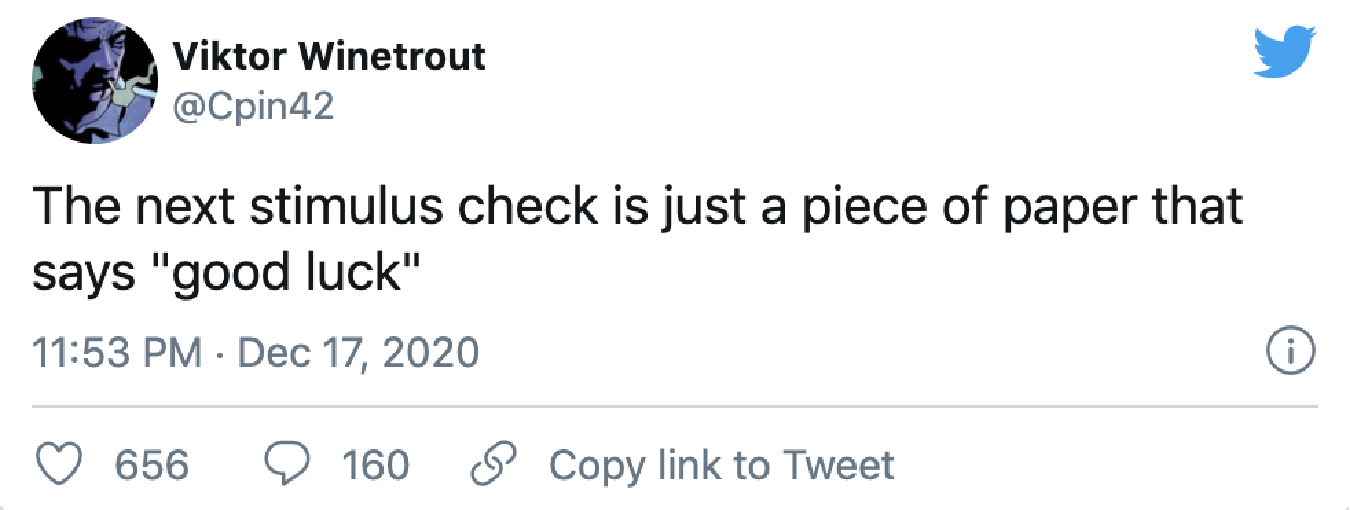 Viktor Winetrout
@Cpin42
The next stimulus check is just a piece of paper that
says "good luck"
11:53 PM · Dec 17, 2020
656 160 Copy link to Tweet